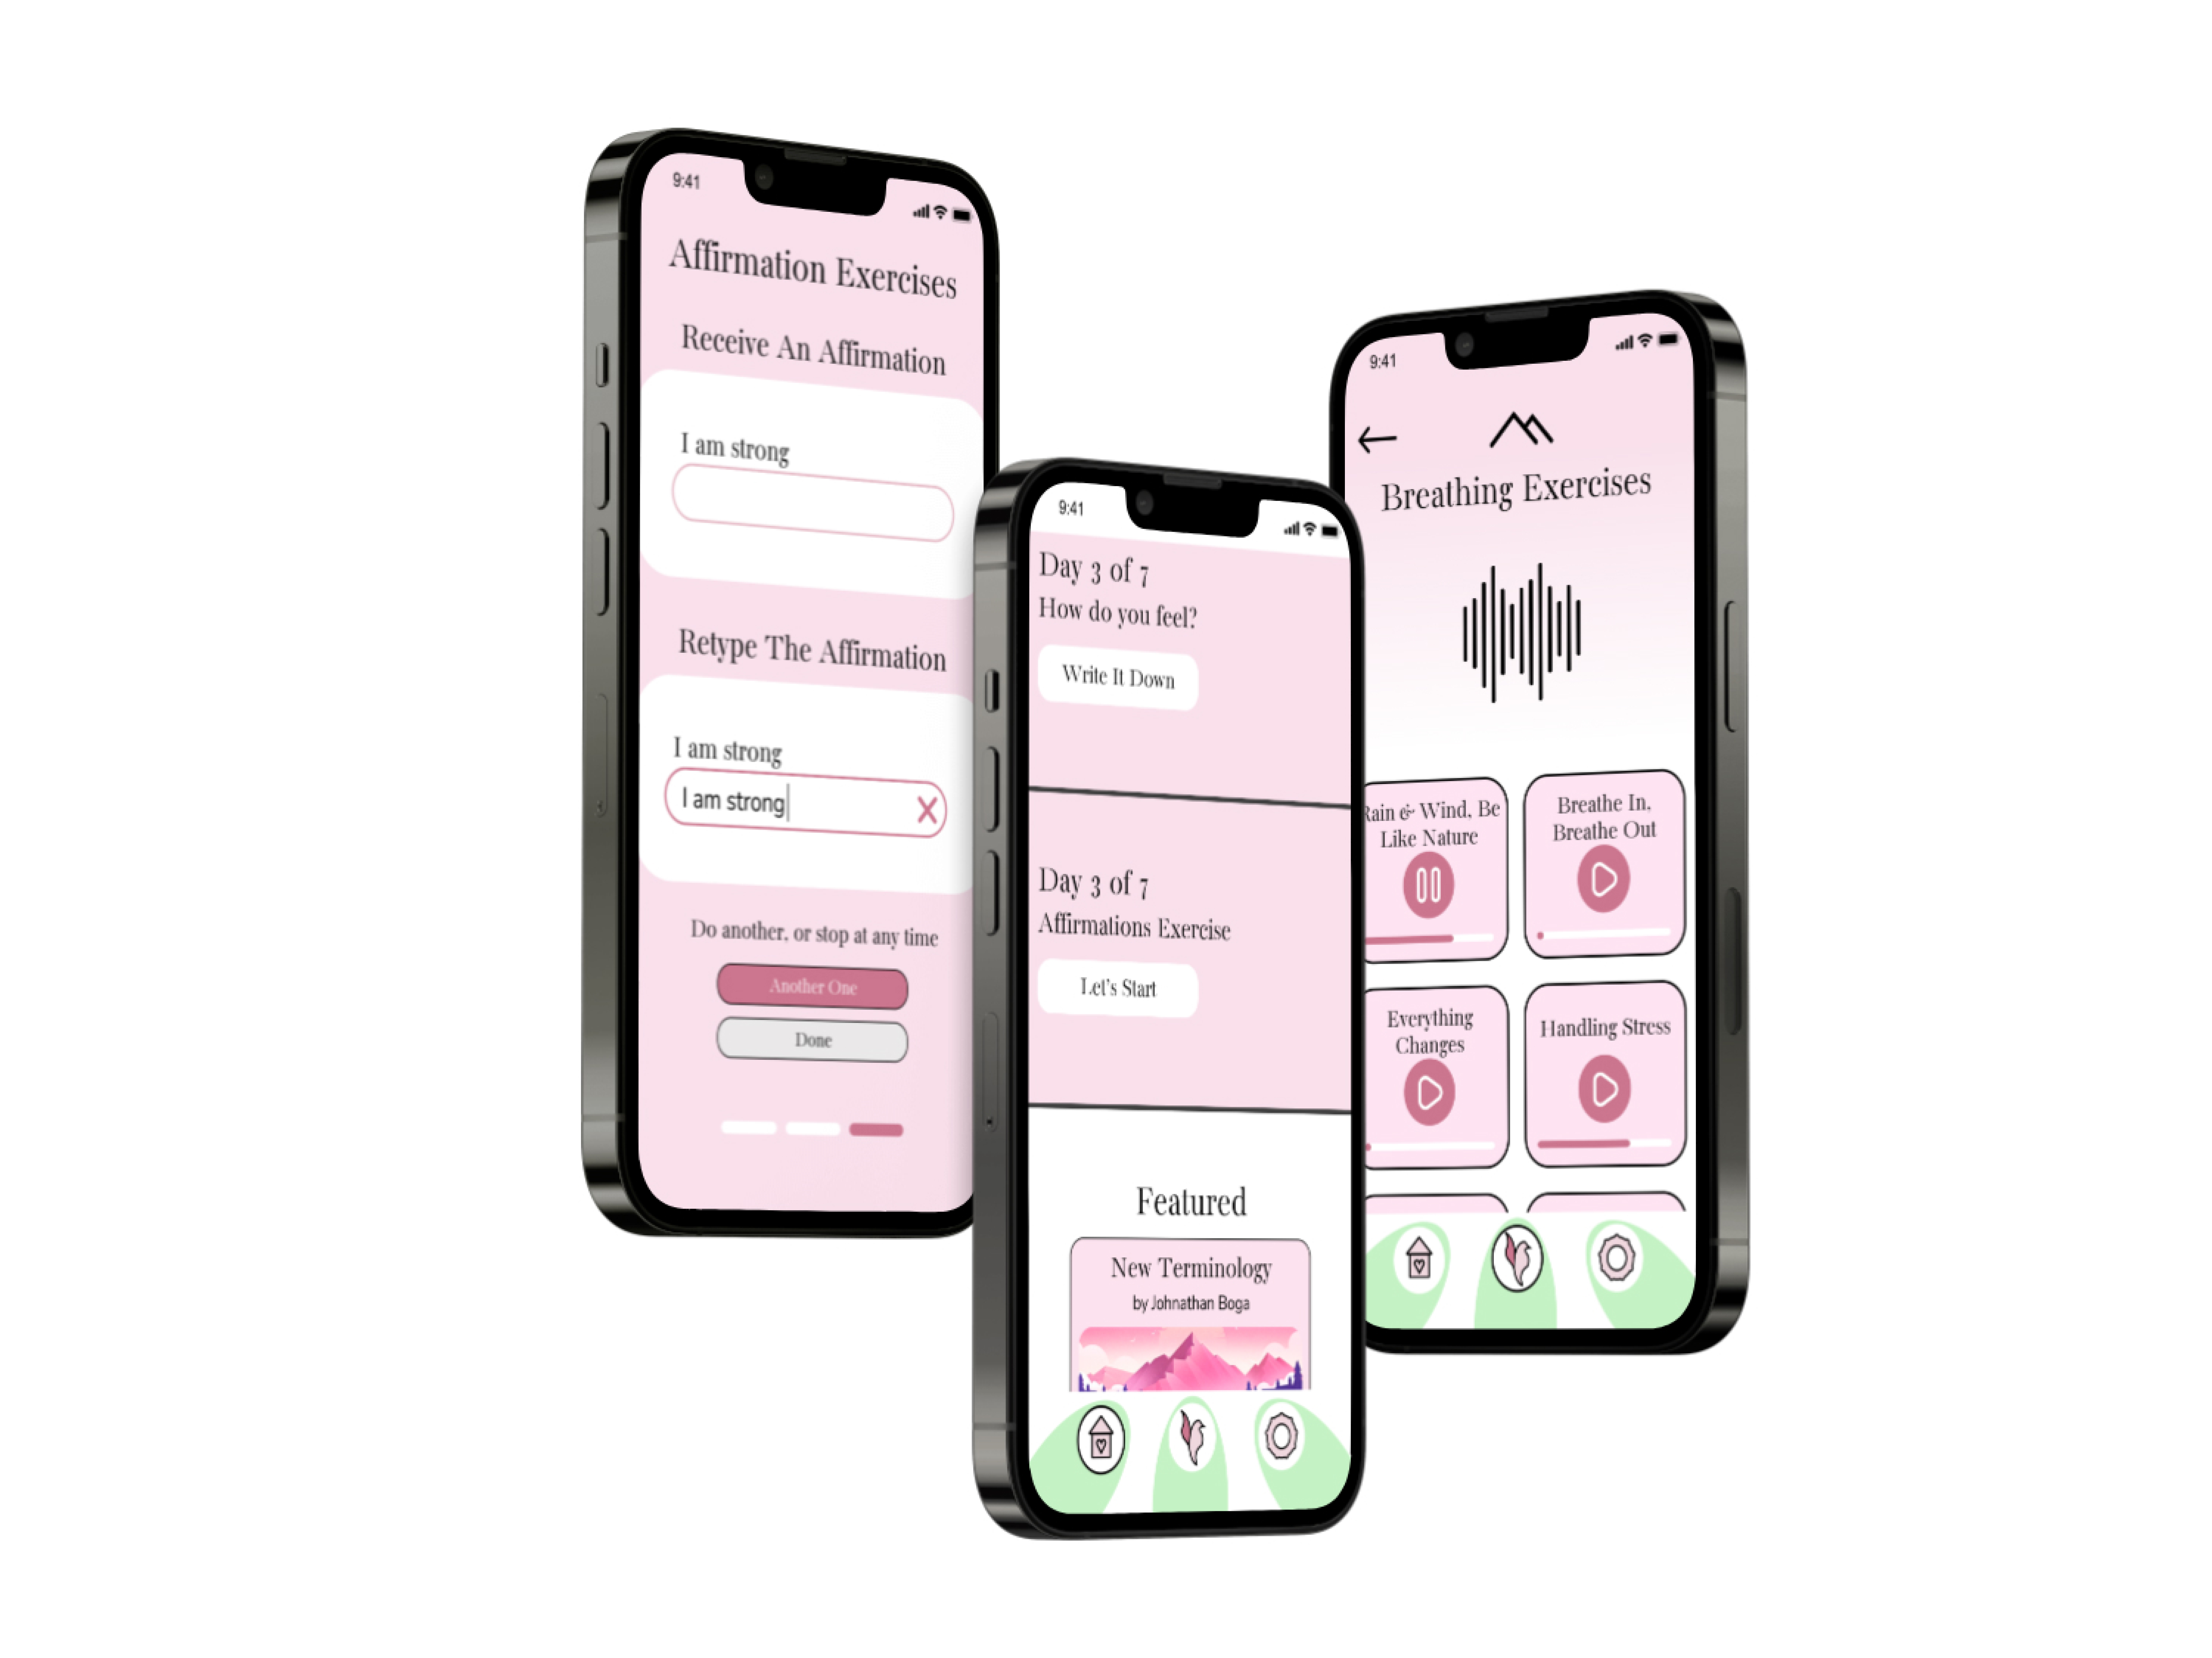 9:41
Affirmation Exercises
Receive An Affirmation
I am strong
Retype The Affirmation
I am strong
I am strong
Do another, or stop at any time
Another One
Done
9:41
Day 3 of 7
How do you feel?
Write It Down
Day 3 of 7
Affirmations Exercise
Let's Start
Featured
New Terminology
by Johnathan Boga
9:41
Breathing Exercises
Rain & Wind, Be
Like Nature
Breathe In,
Breathe Out
Everything
Changes
Handling Stress